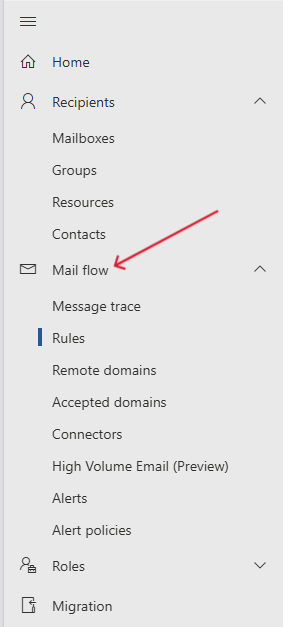 Home
Recipients
Mailboxes
Groups
Resources
Contacts
Mail flow
Message trace
Rules
Remote domains
Accepted domains
Connectors
High Volume Email (Preview)
Alerts
Alert policies
Roles
Migration